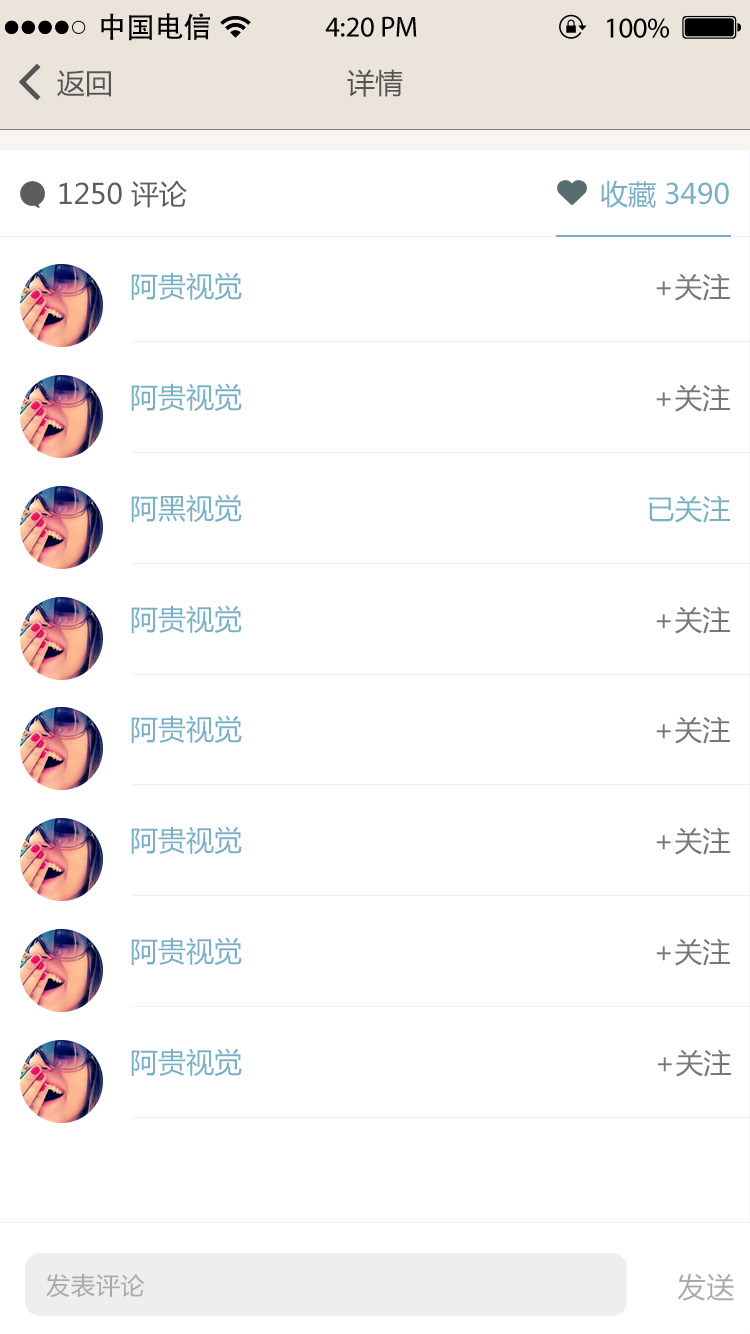 中国电信 4:20 PM 100%
返回 详情
1250 评论 收藏 3490
阿贵视觉 +关注
阿贵视觉 +关注
阿黑视觉 已关注
阿贵视觉 +关注
阿贵视觉 +关注
阿贵视觉 +关注
阿贵视觉 +关注
阿贵视觉 +关注
发表评论 发送